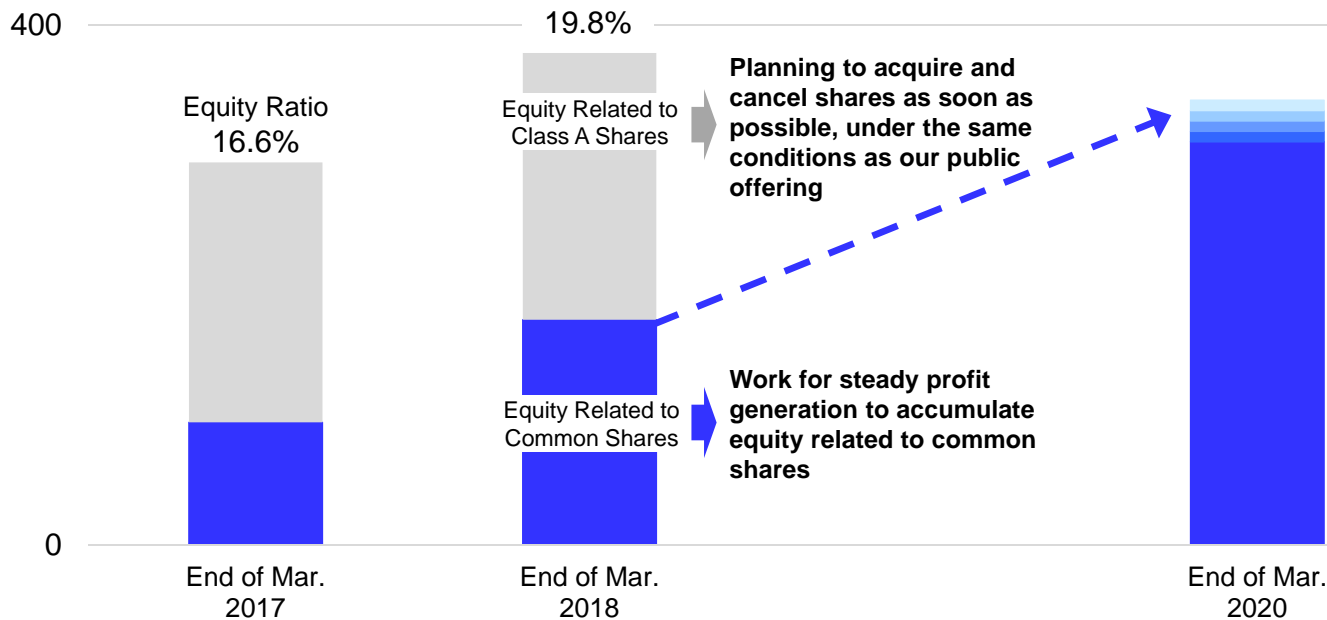 400
19.8%
Equity Ratio
16.6%
Equity Related to
Class A Shares
Planning to acquire and
cancel shares as soon as
possible, under the same
conditions as our public
offering
Equity Related to
Common Shares
Work for steady profit
generation to accumulate
equity related to common
shares
0
End of Mar.
2017
End of Mar.
2018
End of Mar.
2020